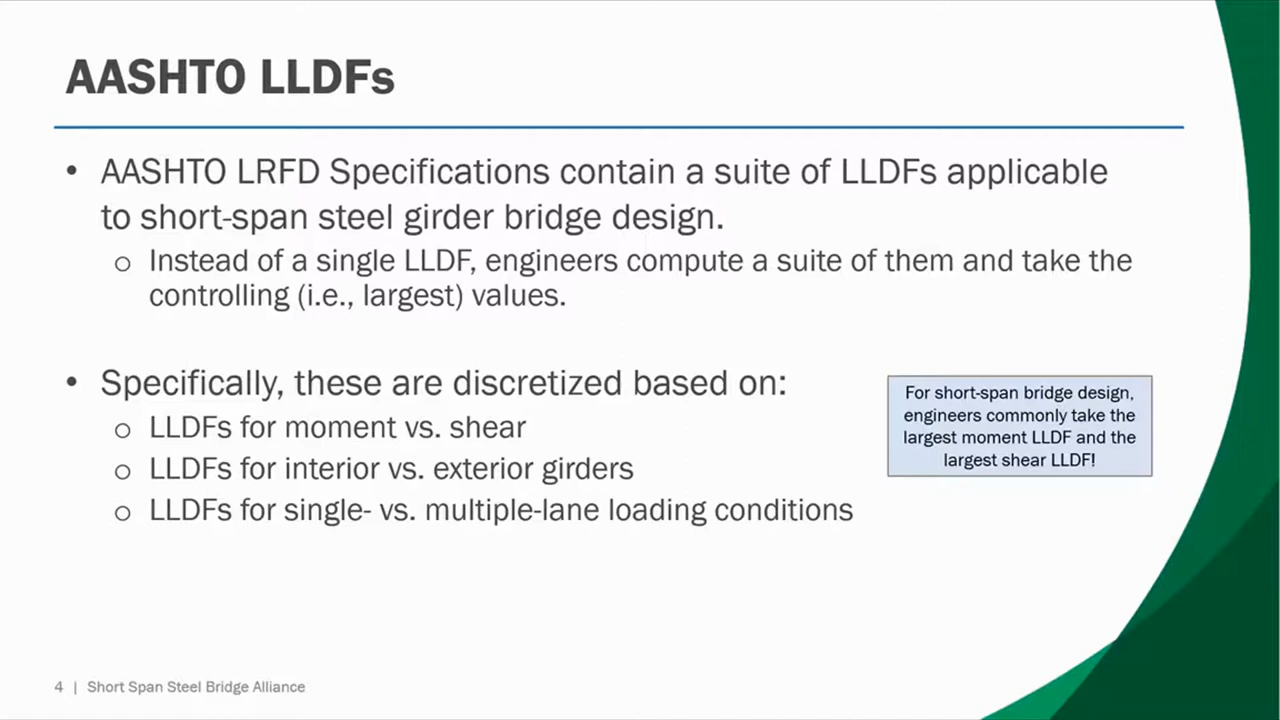 AASHTO LLDFs
• AASHTO LRFD Specifications contain a suite of LLDFs applicable
to short-span steel girder bridge design.
o Instead of a single LLDF, engineers compute a suite of them and take the
controlling (i.e., largest) values.
• Specifically, these are discretized based on:
o LLDFs for moment vs. shear
o LLDFs for interior vs. exterior girders
o LLDFs for single- vs. multiple-lane loading conditions
For short-span bridge design,
engineers commonly take the
largest moment LLDF and the
largest shear LLDF!
4 | Short Span Steel Bridge Alliance